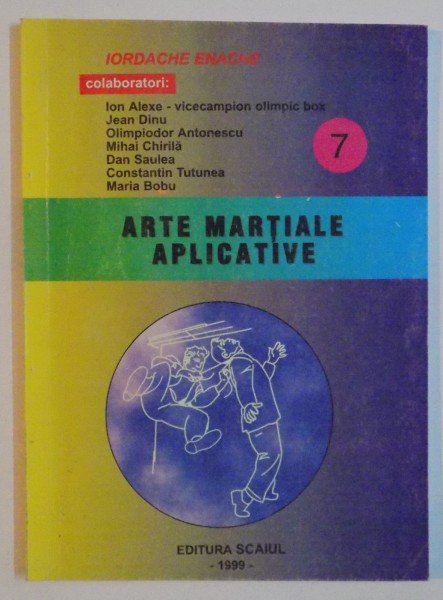 IORDACHE ENACHE
colaboratori:
Ion Alexe - vicecampion olimpic box
Jean Dinu
Olimpiodor Antonescu
Mihai Chirilă
Dan Saulea
Constantin Tutunea
Maria Bobu
7
ARTE MARŢIALE
APLICATIVE
EDITURA SCAIUL
- 1999 -